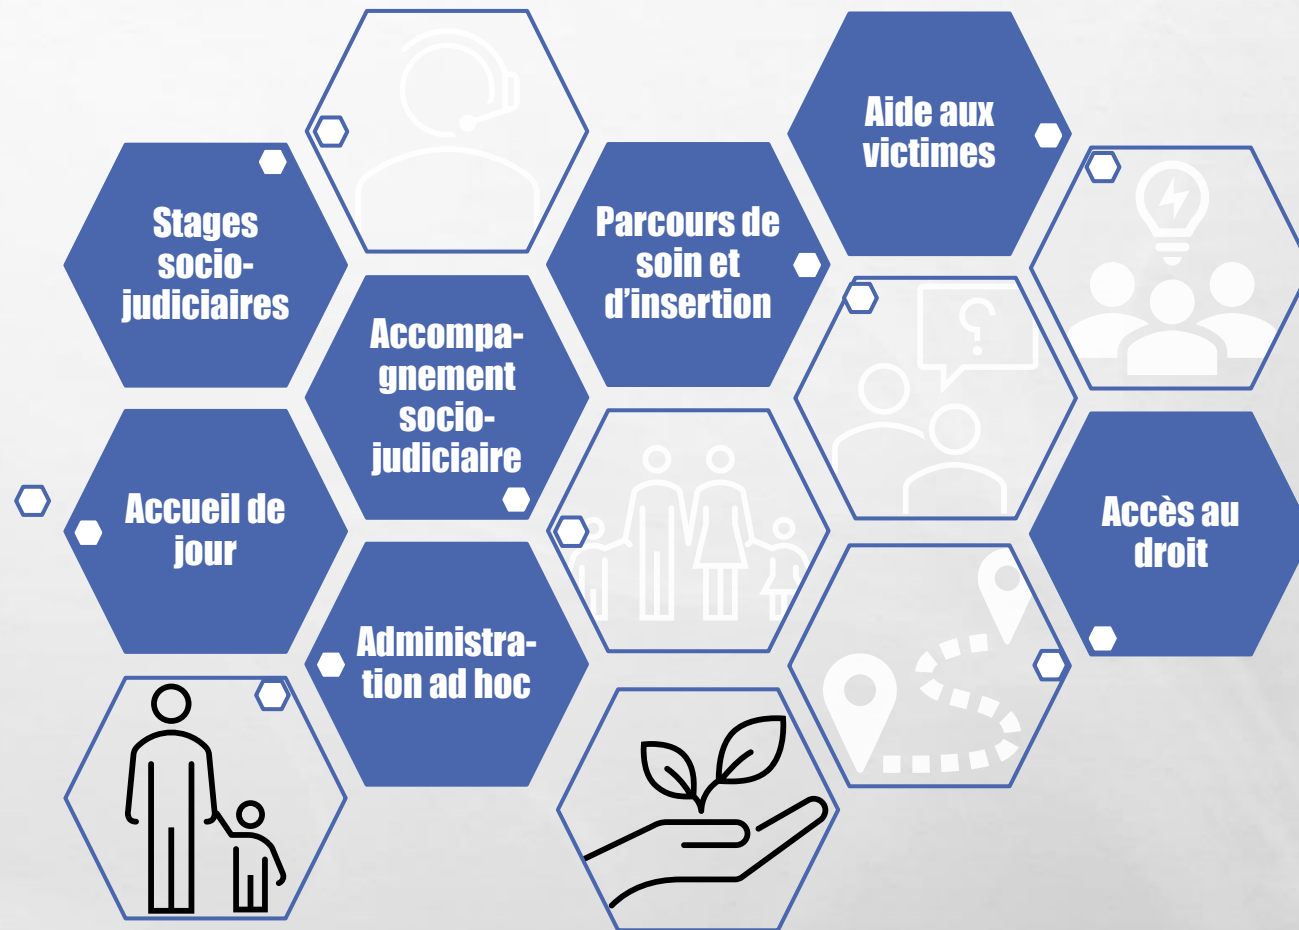 Aide aux
victimes
Stages
socio-
judiciaires
Parcours de
soin et
d'insertion
Accompa-
gnement
socio-
judiciaire
Accueil de
jour
Accès au
droit
Administra-
tion ad hoc
?